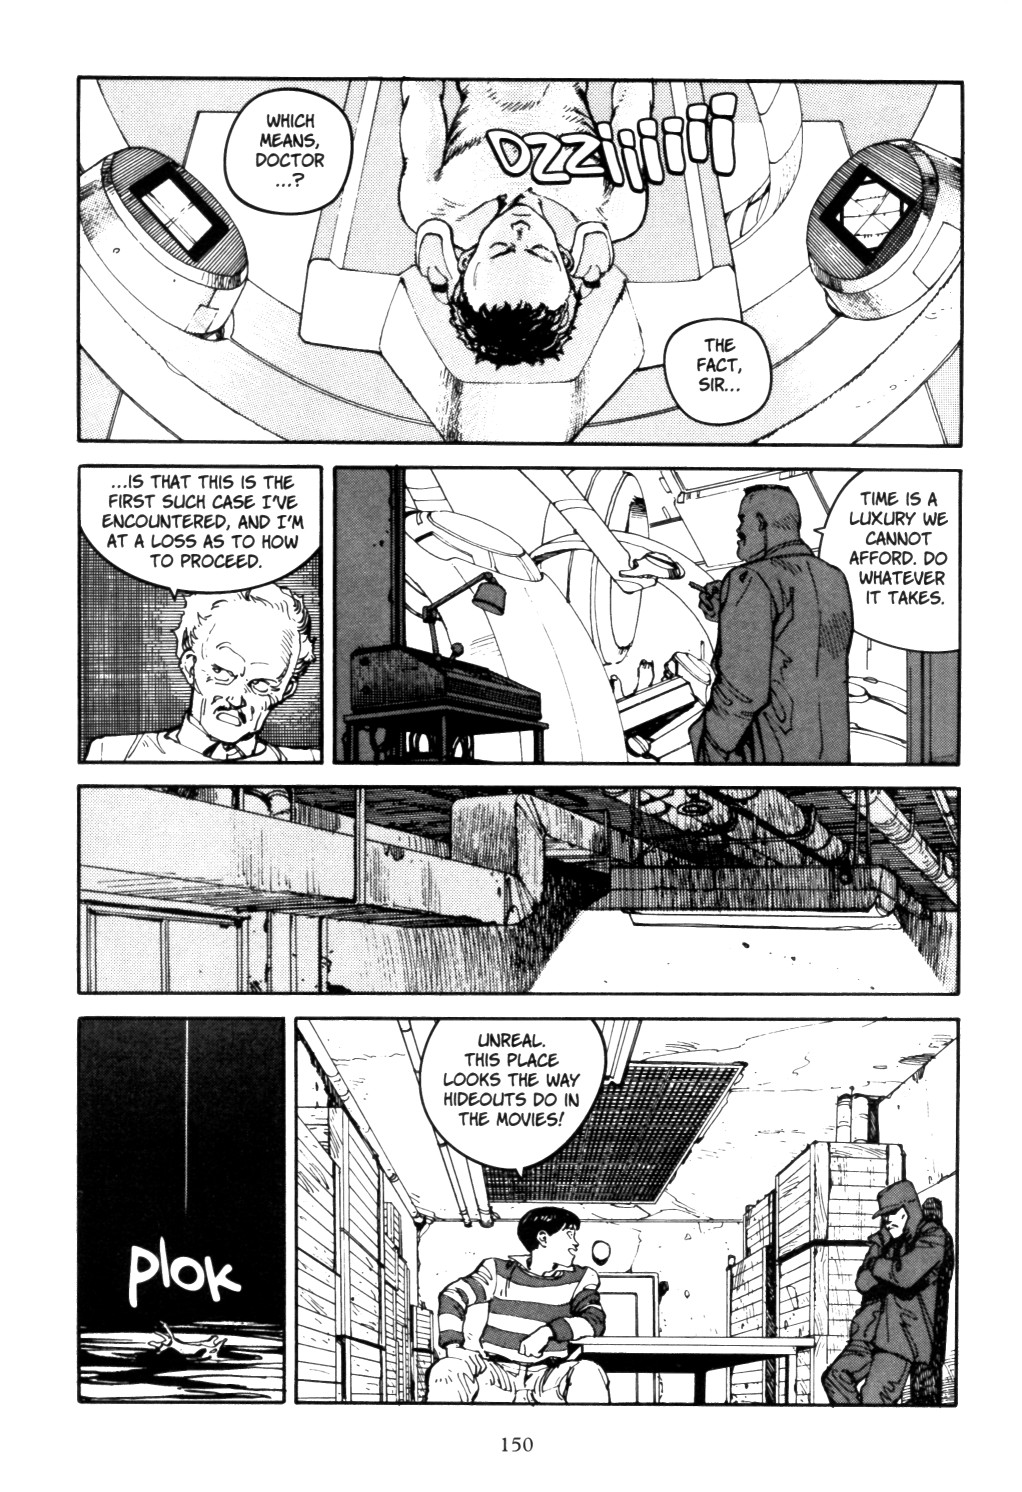 WHICH
MEANS,
DOCTOR
...?
DZZiiiiiii
THE
FACT,
SIR...
...IS THAT THIS IS THE
FIRST SUCH CASE I'VE
ENCOUNTERED, AND I'M
AT A LOSS AS TO HOW
TO PROCEED.
TIME IS A
LUXURY WE
CANNOT
AFFORD. DO
WHATEVER
IT TAKES.
PLOK
UNREAL.
THIS PLACE
LOOKS THE WAY
HIDEOUTS DO IN
THE MOVIES!
150